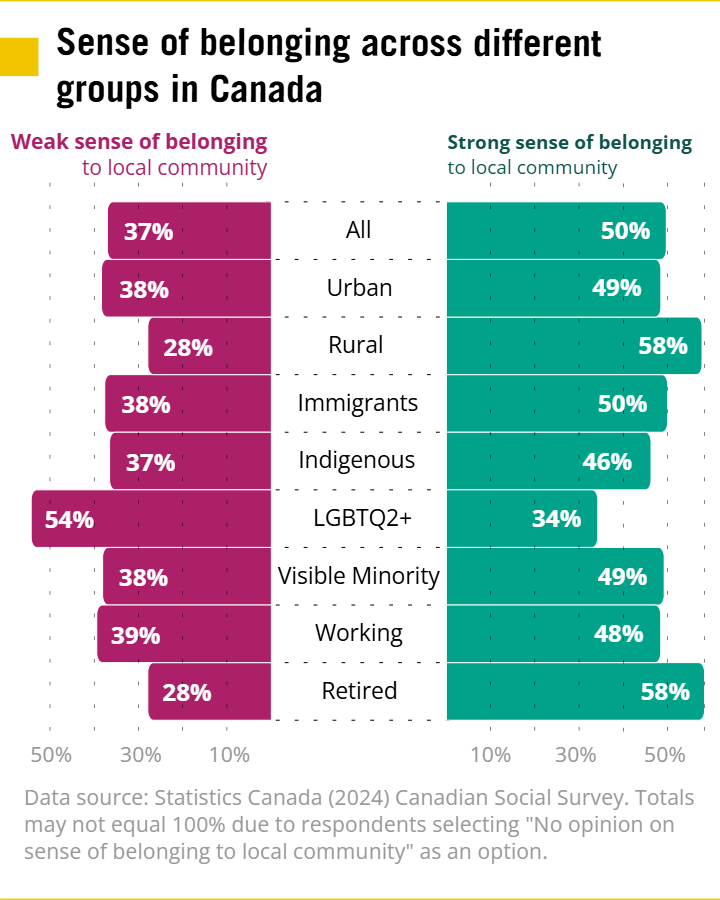 Sense of belonging across different
groups in Canada
Weak sense of belonging
to local community
Strong sense of belonging
to local community
37% All 50%
38% Urban 49%
28% Rural 58%
38% Immigrants 50%
37% Indigenous 46%
54% LGBTQ2+ 34%
38% Visible Minority 49%
39% Working 48%
28% Retired 58%
50% 30% 10% 10% 30% 50%
Data source: Statistics Canada (2024) Canadian Social Survey. Totals
may not equal 100% due to respondents selecting "No opinion on
sense of belonging to local community" as an option.